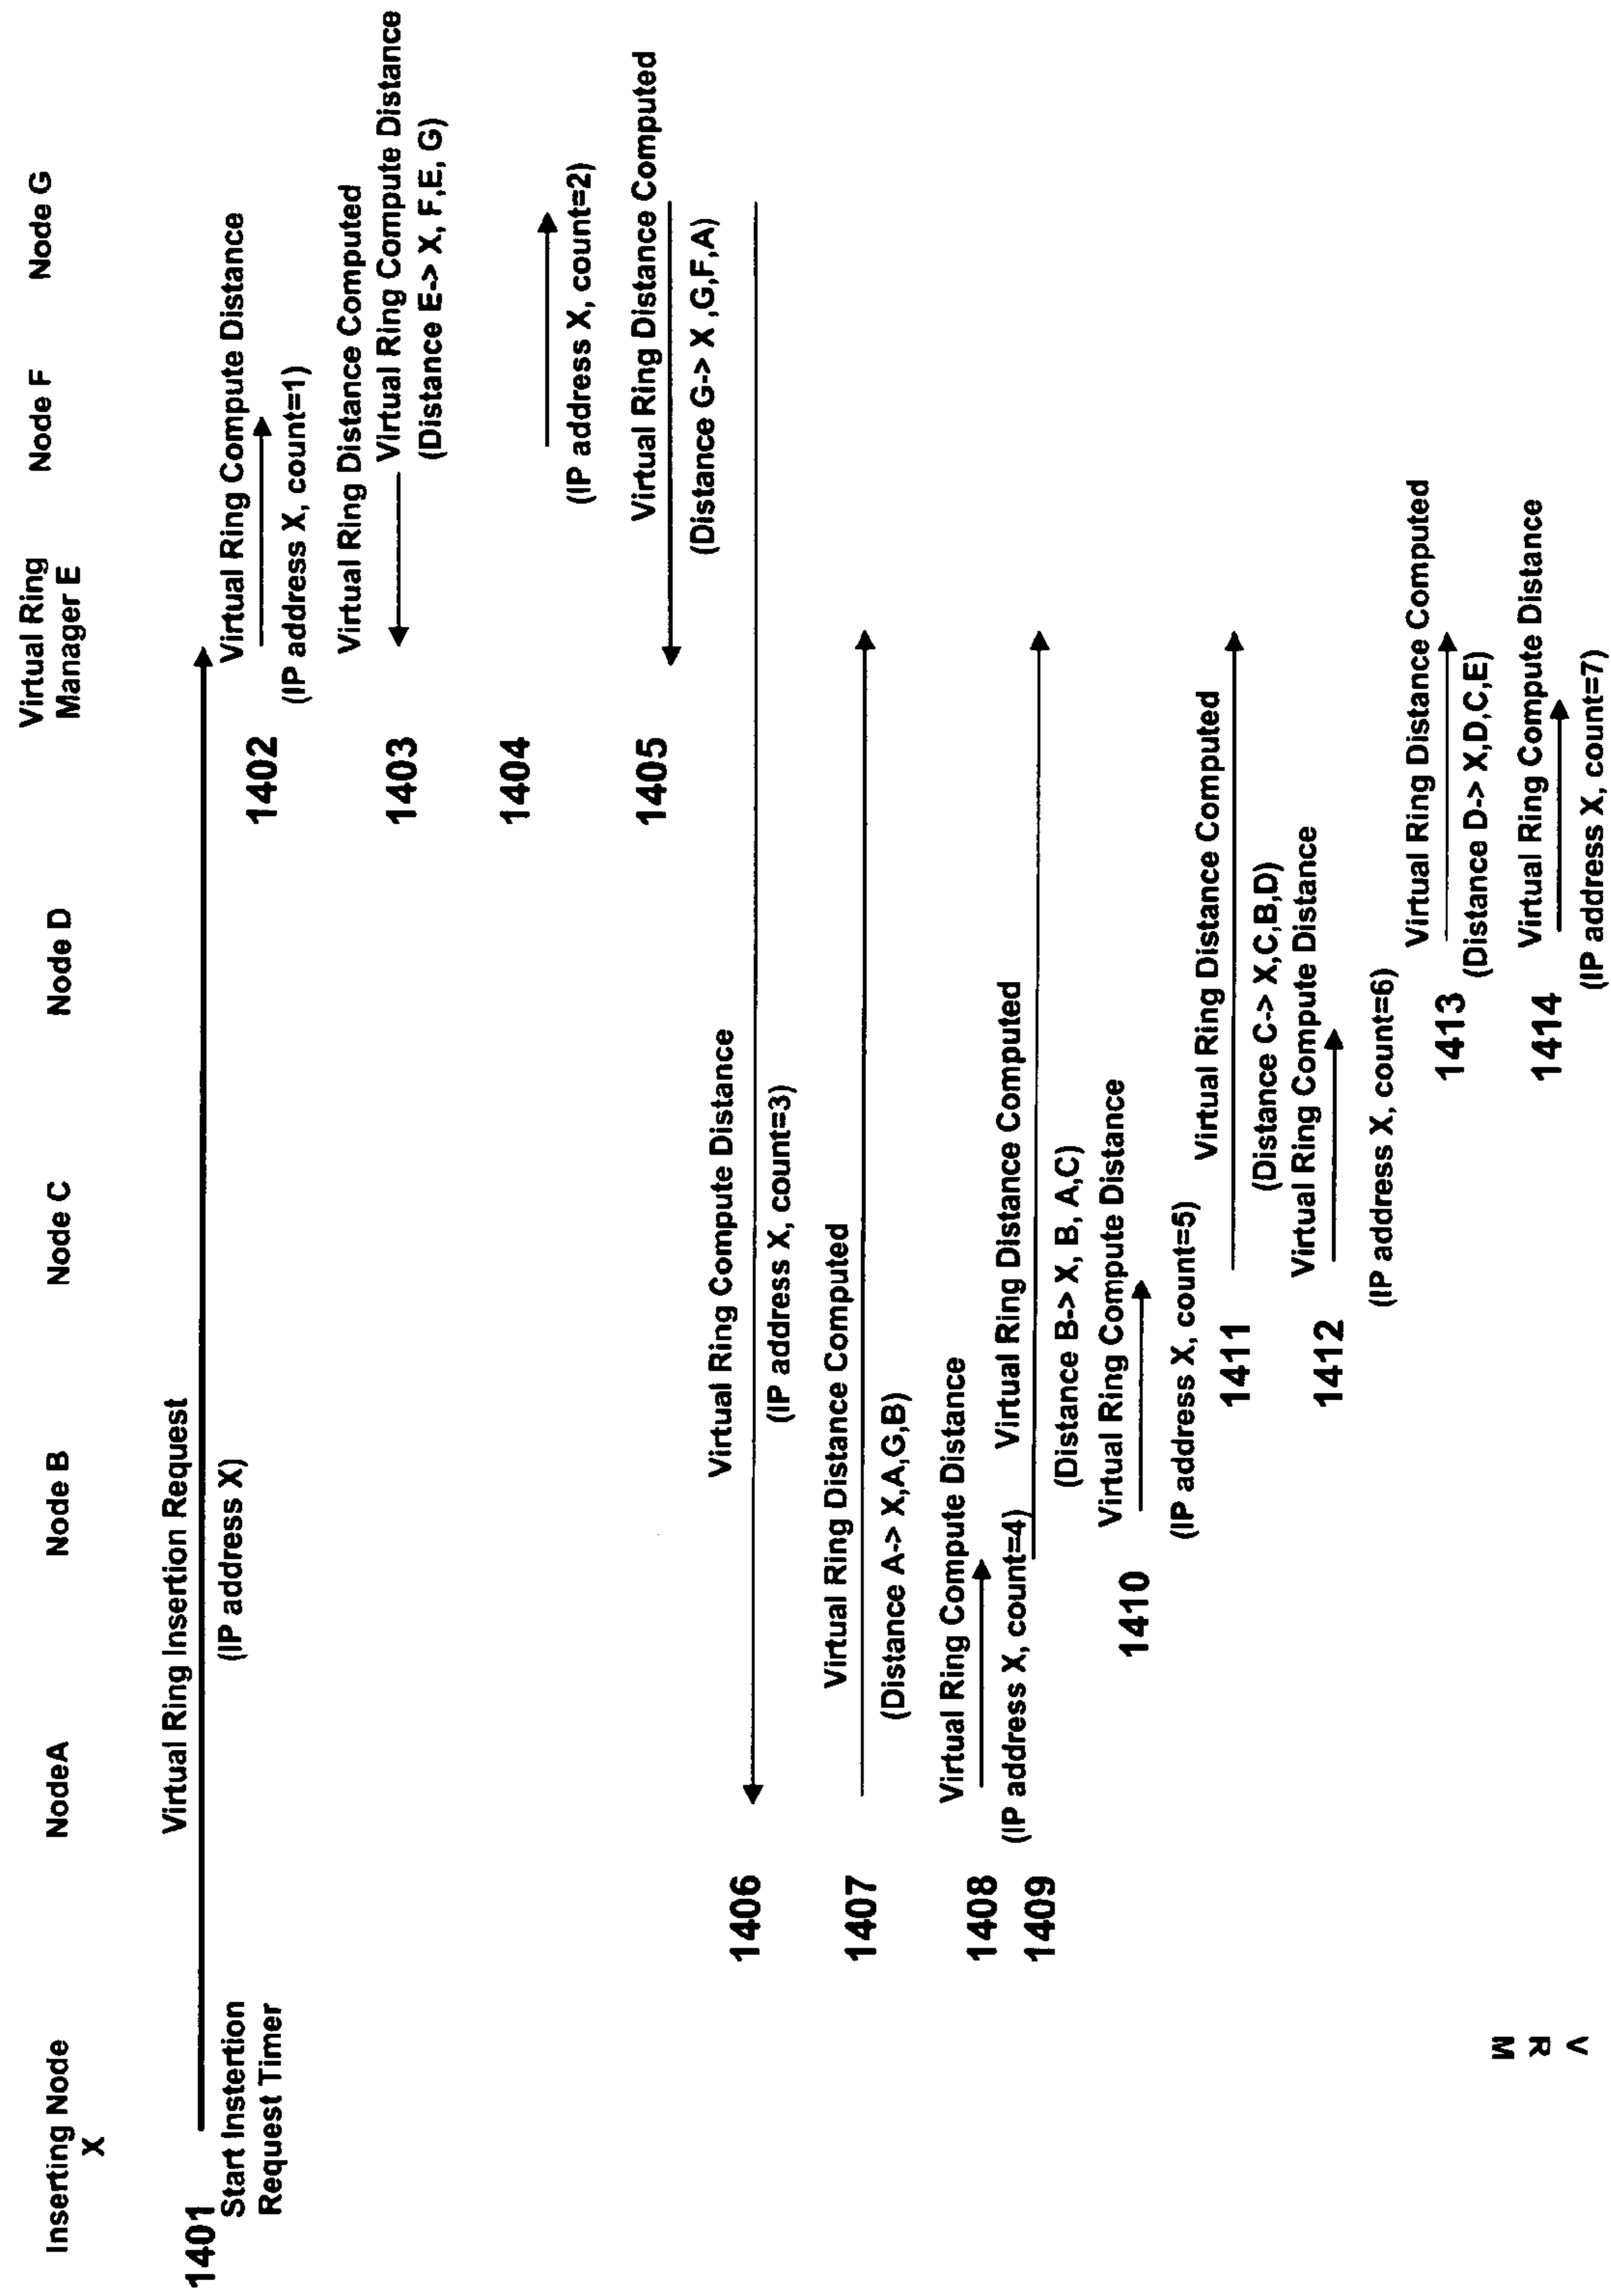 Inserting Node
X
NodeA
Node B
Node C
Node D
Virtual Ring
Manager E
Node F
Node G
1401
Virtual Ring Insertion Request
(IP address X)
Start Instertion
Request Timer
1402
Virtual Ring Compute Distance
(IP address X, count=1)
1403
Virtual Ring Distance Computed
Virtual Ring Compute Distance
(Distance E-> X, F,E, G)
1404
(IP address X, count=2)
1405
Virtual Ring Distance Computed
(Distance G-> X ,G,F,A)
1406
Virtual Ring Compute Distance
(IP address X, count=3)
1407
Virtual Ring Distance Computed
(Distance A-> X,A,G,B)
1408
Virtual Ring Compute Distance
(IP address X, count=4)
1409
Virtual Ring Distance Computed
(Distance B-> X, B, A,C)
1410
Virtual Ring Compute Distance
(IP address X, count=5)
1411
Virtual Ring Distance Computed
(Distance C-> X,C,B,D)
1412
Virtual Ring Compute Distance
(IP address X, count=6)
1413
Virtual Ring Distance Computed
(Distance D-> X,D,C,E)
1414
Virtual Ring Compute Distance
(IP address X, count=7)
V
R
M